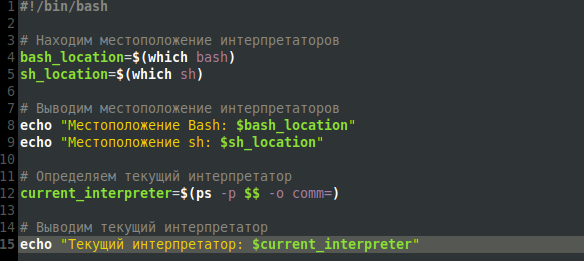 1 #!/bin/bash
2
3 # Находим местоположение интерпретаторов
4 bash_location=$(which bash)
5 sh_location=$(which sh)
6
7 # Выводим местоположение интерпретаторов
8 echo "Местоположение Bash: $bash_location"
9 echo "Местоположение sh: $sh_location"
10
11 # Определяем текущий интерпретатор
12 current_interpreter=$(ps -p $$ -o comm=)
13
14 # Выводим текущий интерпретатор
15 echo "Текущий интерпретатор: $current_interpreter"